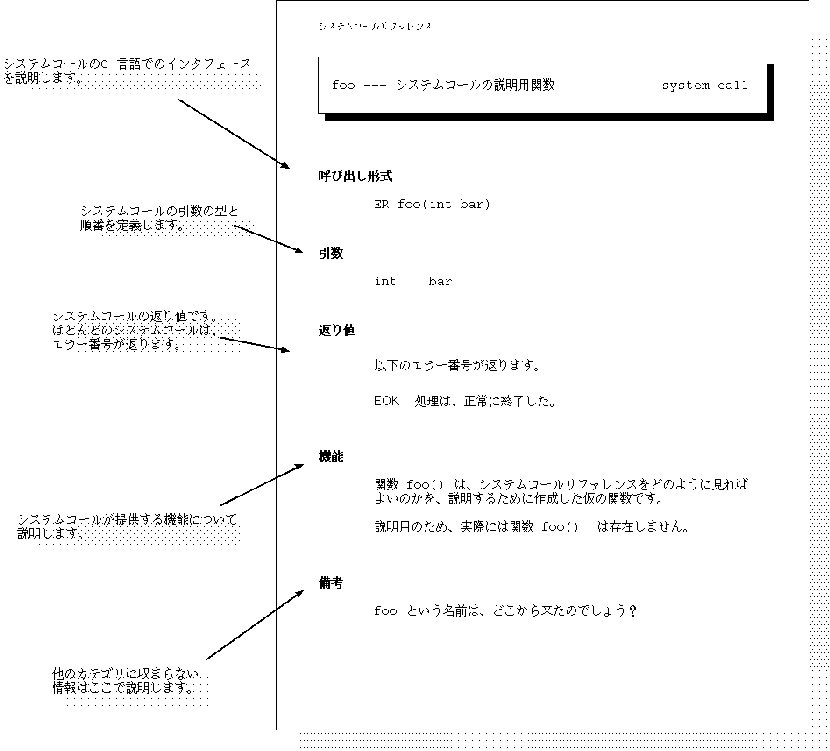 システムコールリファレンス
システムコールのC 言語でのインタフェース
を説明します。
foo --- システムコールの説明用関数 system call
呼び出し形式
ER foo(int bar)
システムコールの引数の型と
順番を定義します。
引数
int bar
システムコールの返り値です。
ほとんどのシステムコールは、
エラー番号が返ります。
返り値
以下のエラー番号が返ります。
EOK 処理は、正常に終了した。
機能
関数 foo() は、システムコールリファレンスをどのように見れば
よいのかを、説明するために作成した仮の関数です。
説明用のため、実際には関数 foo() は存在しません。
システムコールが提供する機能について
説明します。
備考
foo という名前は、どこから来たのでしょう？
他のカテゴリに収まらない
情報はここで説明します。